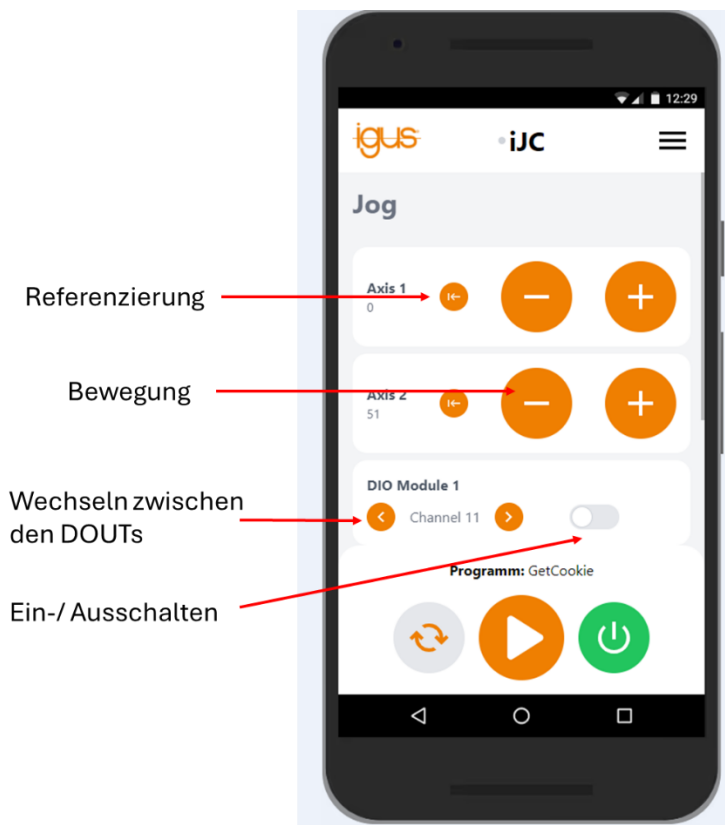 12:29
igus
iJC
Jog
Referenzierung
Axis 1
0
Bewegung
Axis 2
51
DIO Module 1
Wechseln zwischen
den DOUTs
Channel 11
Programm: GetCookie
Ein-/ Ausschalten